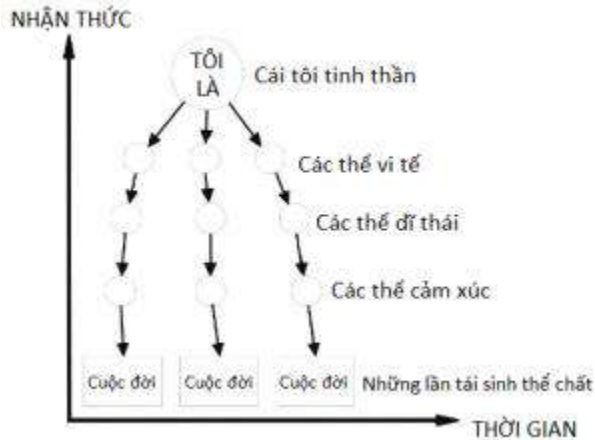 NHẬN THỨC
TÔI
LÀ
Cái tôi tinh thần
Các thể vi tế
Các thể dĩ thái
Các thể cảm xúc
Cuộc đời
Cuộc đời
Cuộc đời
Những lần tái sinh thể chất
THỜI GIAN